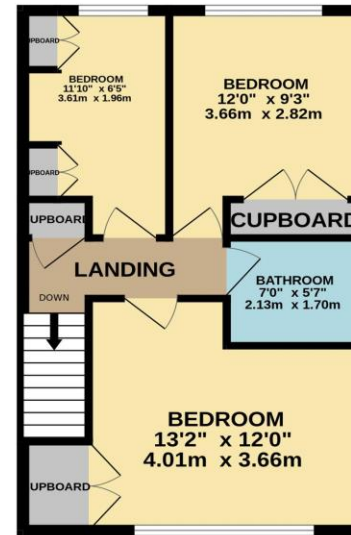 UPBOARD
BEDROOM
11'10" x 6'5"
3.61m x 1.96m
BEDROOM
12'0" x 9'3"
3.66m x 2.82m
UPBOARD
UPBOARD
CUPBOARD
LANDING
BATHROOM
7'0" x 5'7"
2.13m x 1.70m
DOWN
BEDROOM
13'2" x 12'0"
4.01m x 3.66m
UPBOARD